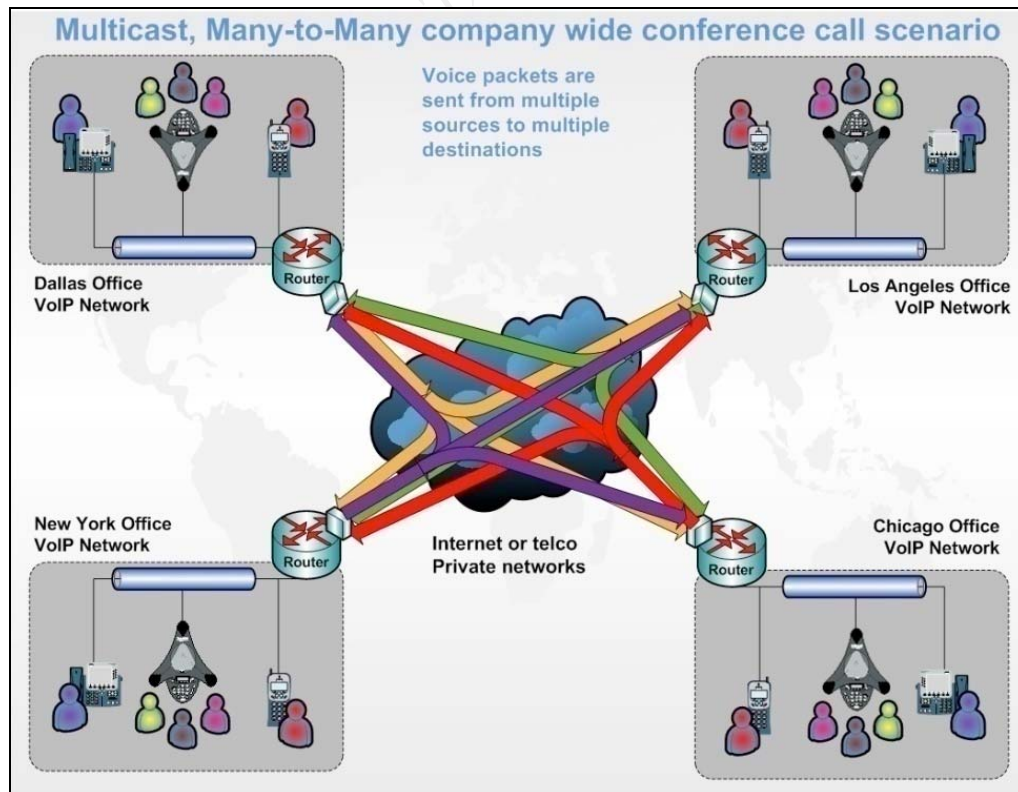 Multicast, Many-to-Many company wide conference call scenario
Voice packets are
sent from multiple
sources to multiple
destinations
Router
Dallas Office
VoIP Network
Router
Los Angeles Office
VoIP Network
New York Office
VoIP Network
Router
Internet or telco
Private networks
Chicago Office
VoIP Network
Router